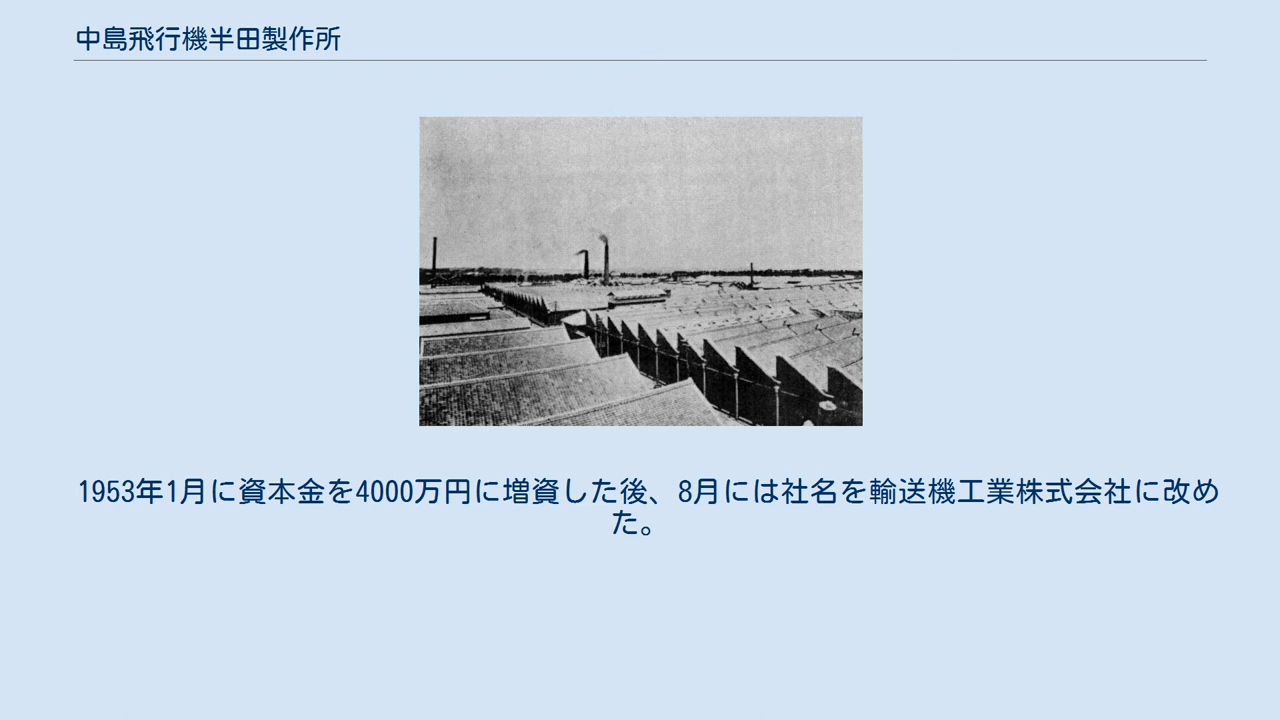 中島飛行機半田製作所
1953年1月に資本金を4000万円に増資した後、8月には社名を輸送機工業株式会社に改め
た。